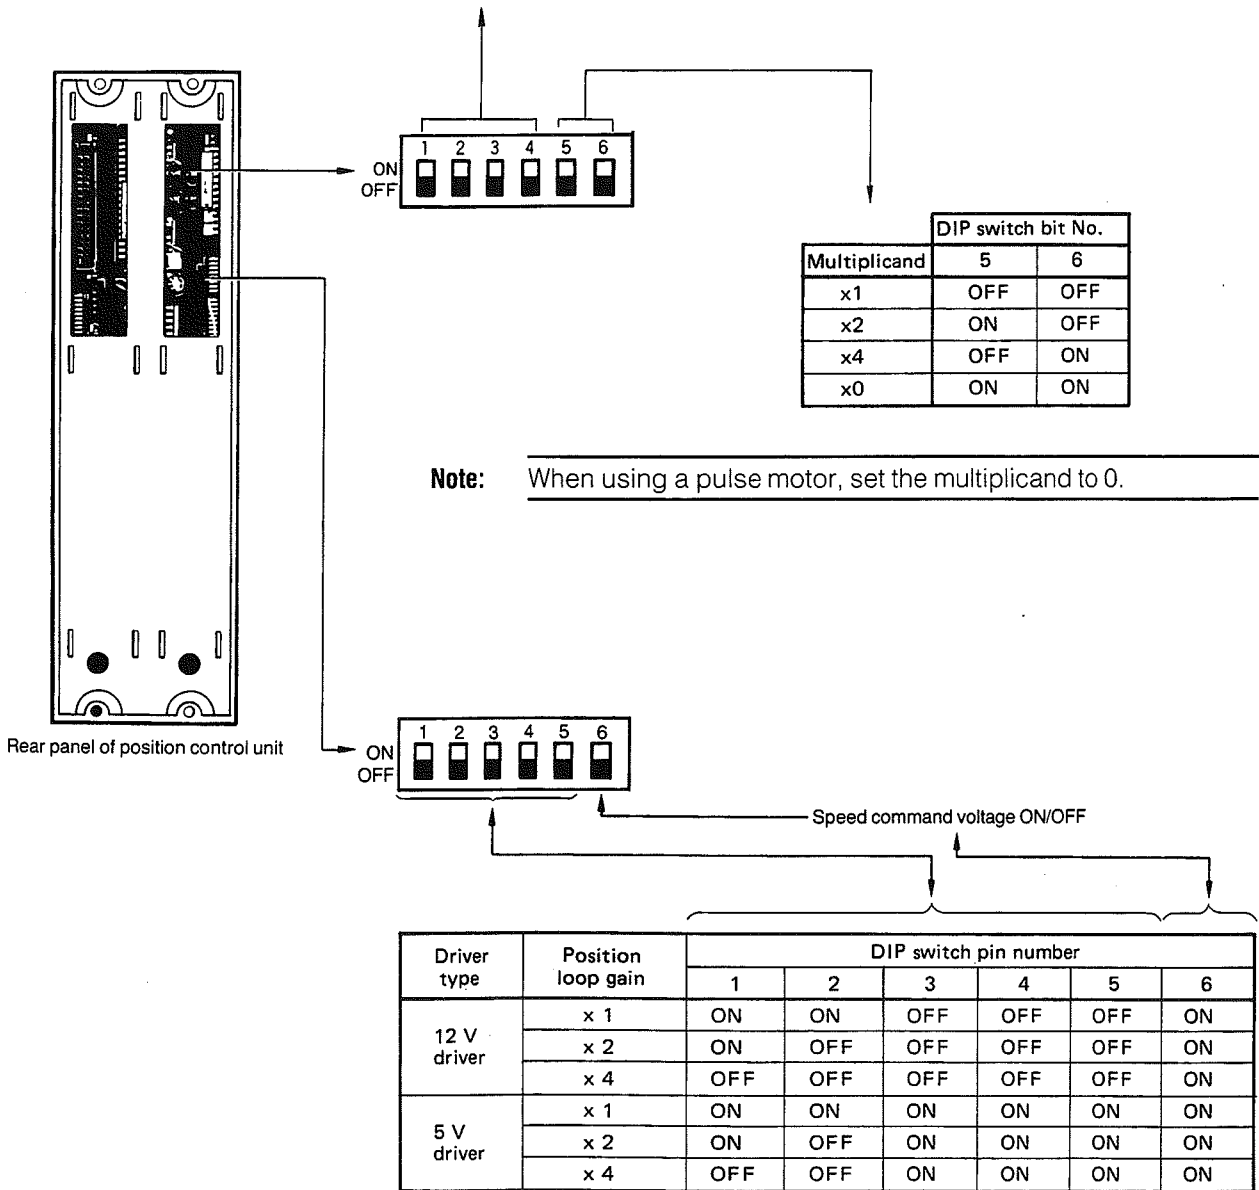 1 2 3 4 5 6
ON
OFF
DIP switch bit No.
Multiplicand 5 6
x1 OFF OFF
x2 ON OFF
x4 OFF ON
x0 ON ON
Note: When using a pulse motor, set the multiplicand to 0.
Rear panel of position control unit
1 2 3 4 5 6
ON
OFF
Speed command voltage ON/OFF
Driver type Position loop gain DIP switch pin number
1 2 3 4 5 6
12 V driver x 1 ON ON OFF OFF OFF ON
x 2 ON OFF OFF OFF OFF ON
x 4 OFF OFF OFF OFF OFF ON
5 V driver x 1 ON ON ON ON ON ON
x 2 ON OFF ON ON ON ON
x 4 OFF OFF ON ON ON ON